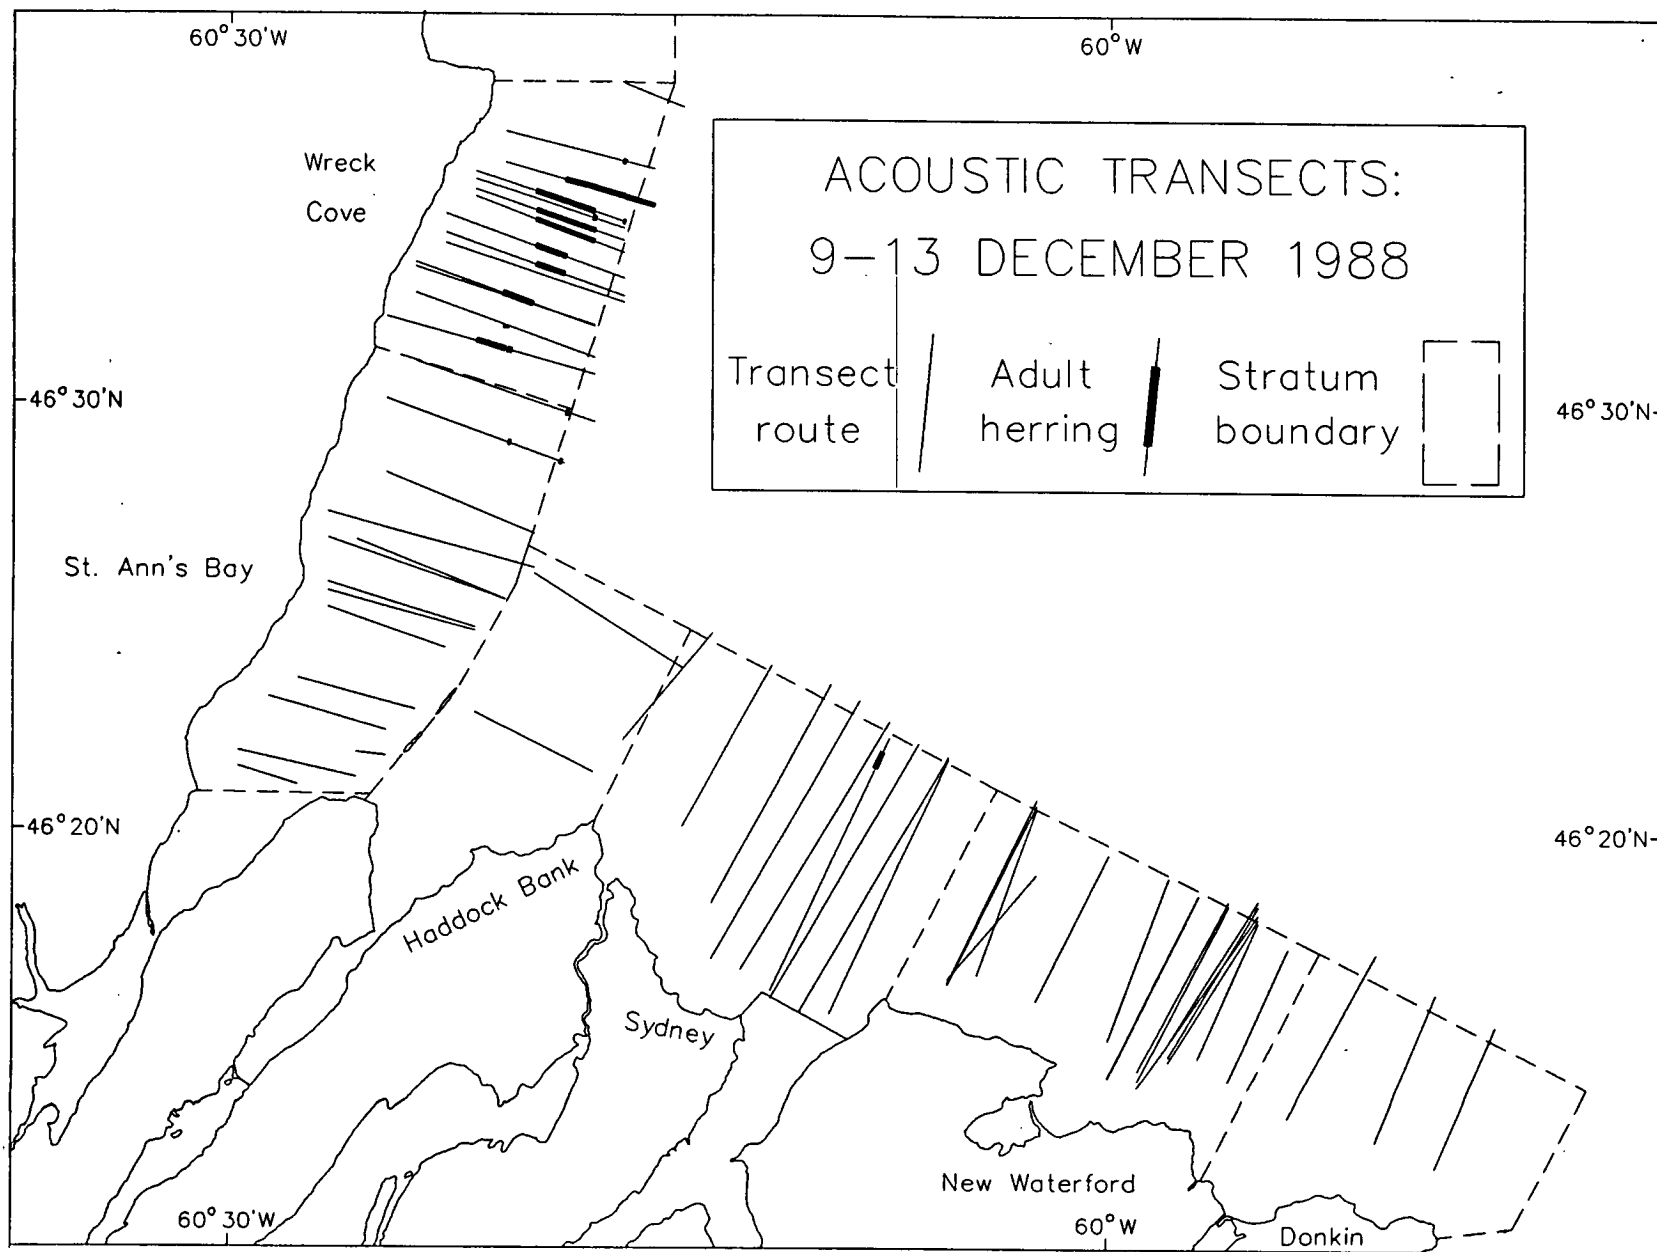 60°30'W
60°W
Wreck
Cove
ACOUSTIC TRANSECTS:
9-13 DECEMBER 1988
Transect
route
Adult
herring
Stratum
boundary
46°30'N
46°30'N
St. Ann's Bay
46°20'N
46°20'N
Haddock Bank
Sydney
New Waterford
60°30'W
60°W
Donkin